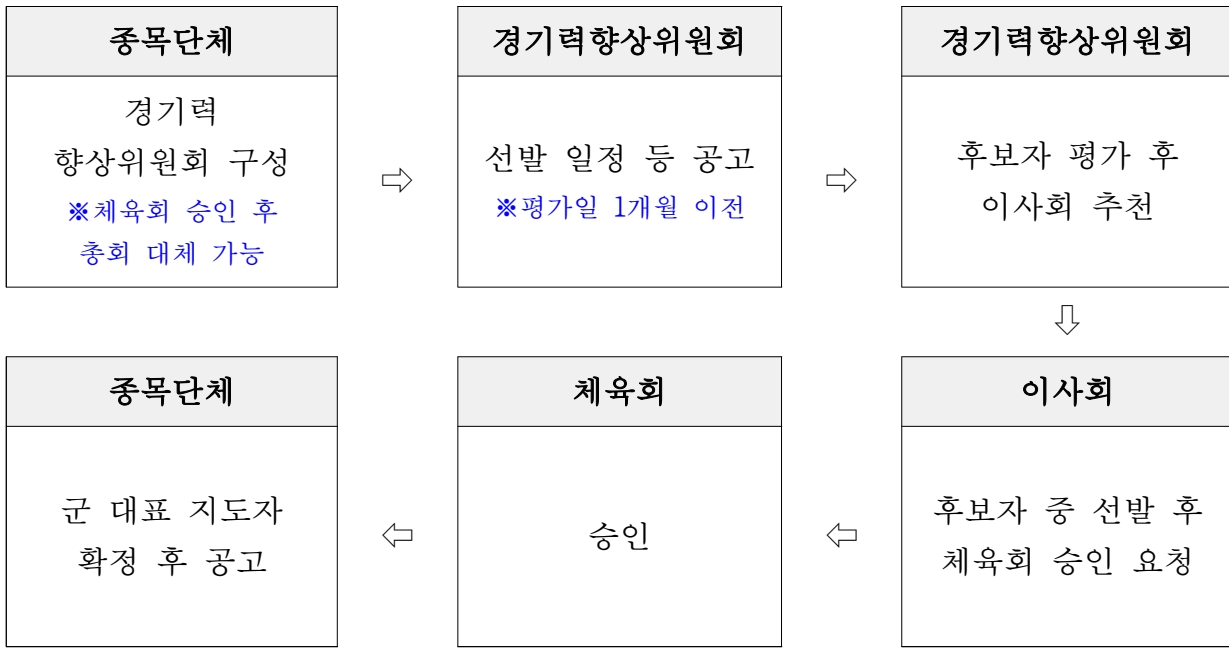 종목단체
경기력
향상위원회 구성
※체육회 승인 후
총회 대체 가능
⇨
경기력향상위원회
선발 일정 등 공고
※평가일 1개월 이전
⇨
경기력향상위원회
후보자 평가 후
이사회 추천
⇩
이사회
후보자 중 선발 후
체육회 승인 요청
⇦
체육회
승인
⇦
종목단체
군 대표 지도자
확정 후 공고